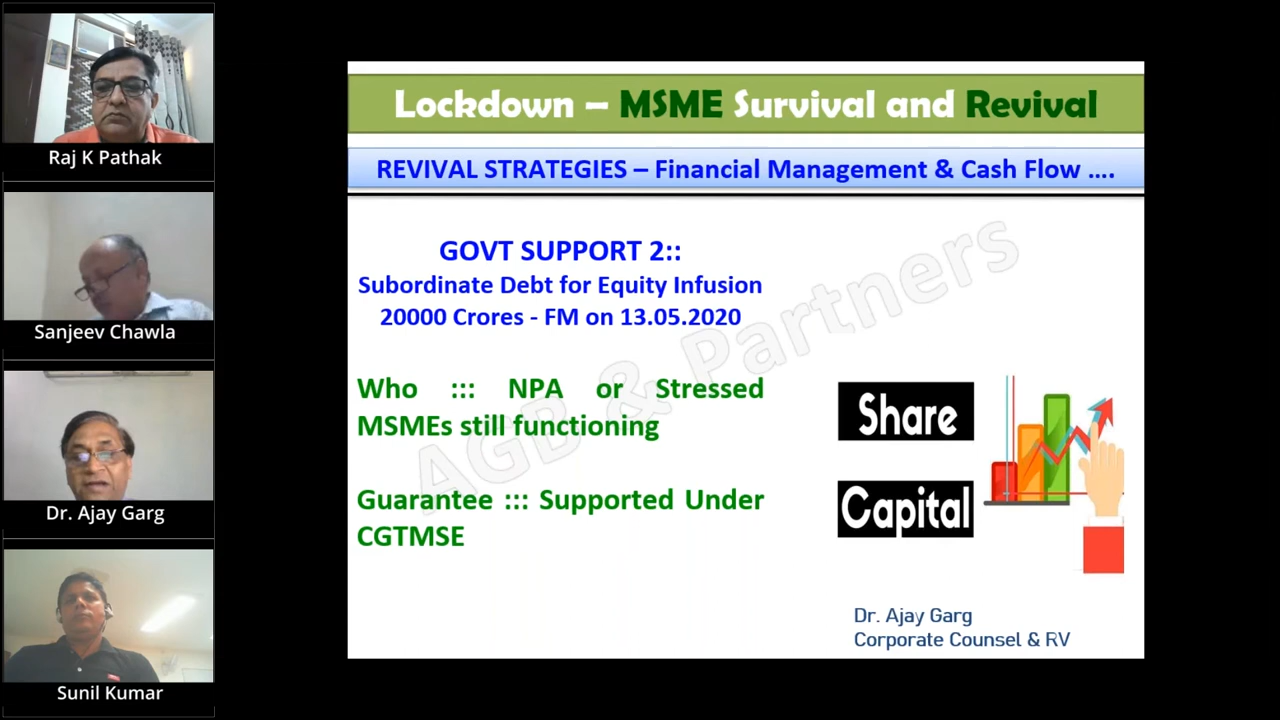 Raj K Pathak
Sanjeev Chawla
Dr. Ajay Garg
Sunil Kumar
Lockdown – MSME Survival and Revival
REVIVAL STRATEGIES – Financial Management & Cash Flow ....
GOVT SUPPORT 2::
Subordinate Debt for Equity Infusion
20000 Crores - FM on 13.05.2020
Who ::: NPA or Stressed
MSMEs still functioning
Guarantee ::: Supported Under
CGTMSE
AGB & Partners
Share
Capital
Dr. Ajay Garg
Corporate Counsel & RV